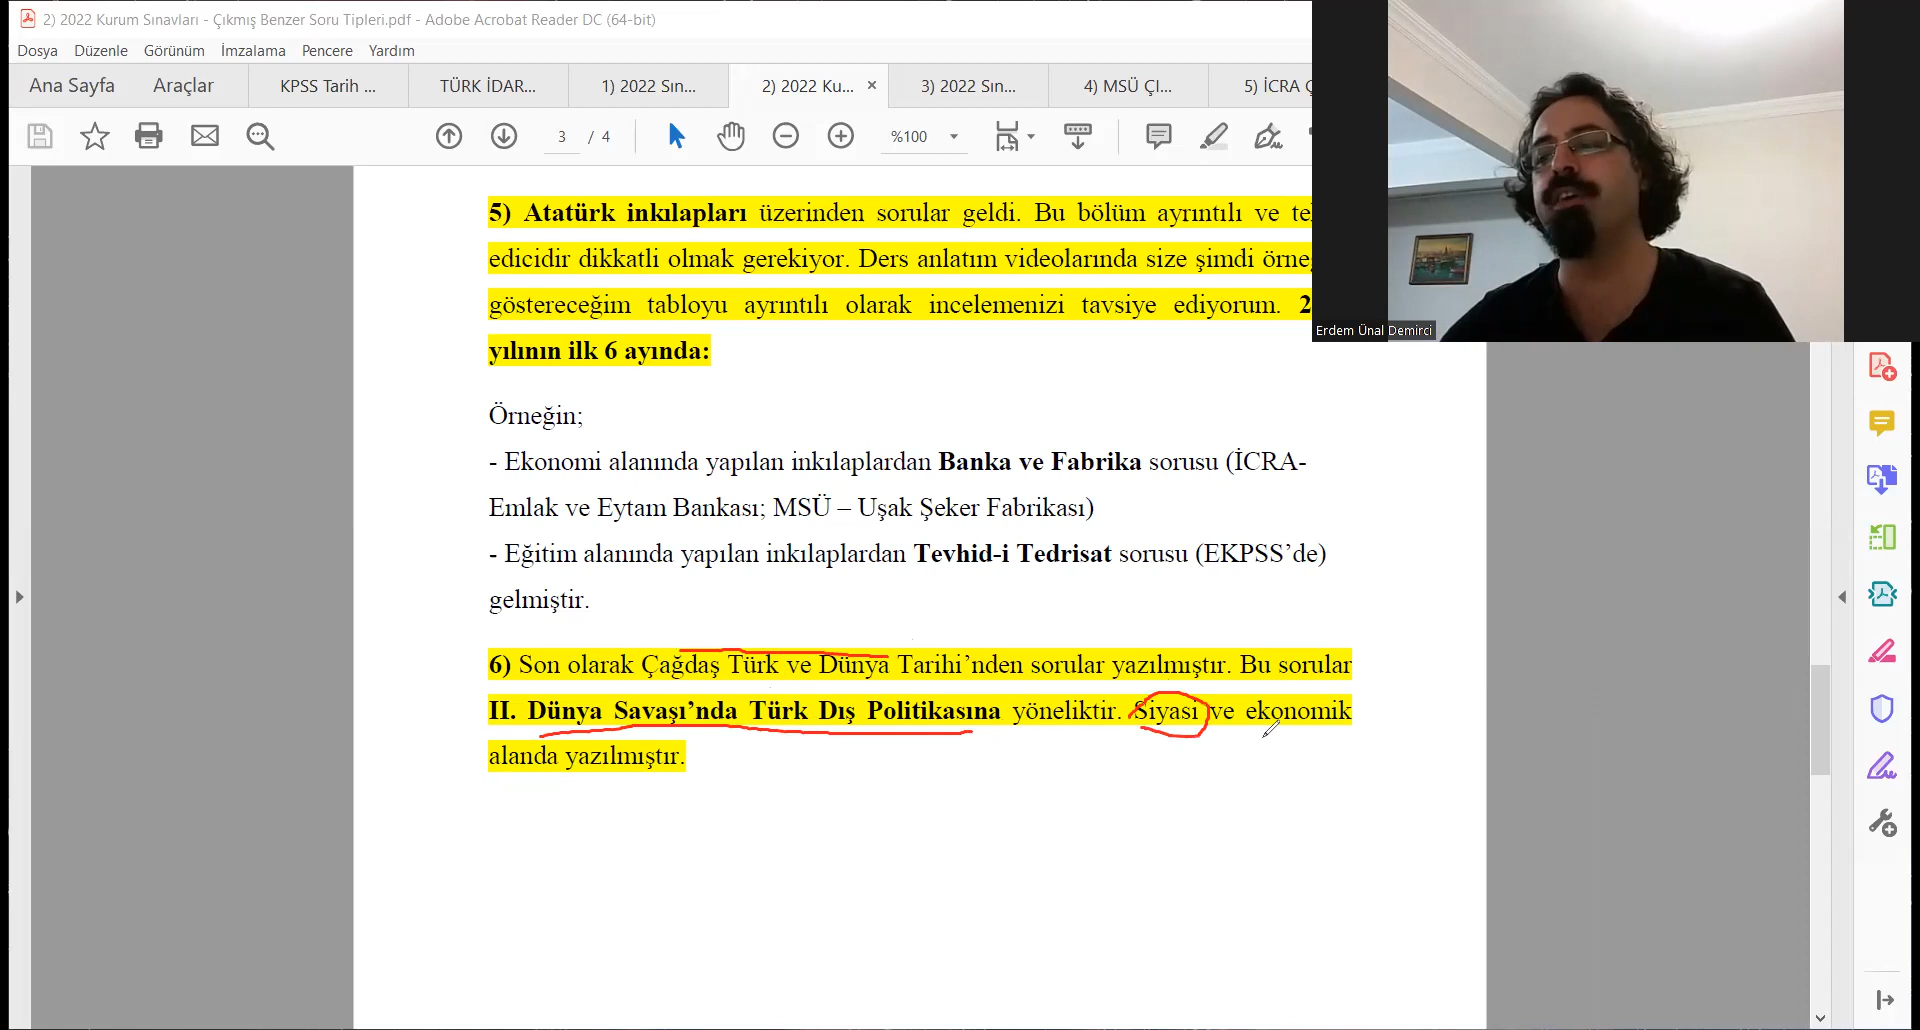 2) 2022 Kurum Sınavları - Çıkmış Benzer Soru Tipleri.pdf - Adobe Acrobat Reader DC (64-bit)
Dosya Düzenle Görünüm İmzalama Pencere Yardım
Ana Sayfa Araçlar KPSS Tarih ... TÜRK İDAR... 1) 2022 Sın... 2) 2022 Ku... × 3) 2022 Sın... 4) MSÜ ÇI... 5) İCRA Ç
3 / 4 %100
5) Atatürk inkılapları üzerinden sorular geldi. Bu bölüm ayrıntılı ve
edicidir dikkatli olmak gerekiyor. Ders anlatım videolarında size şimdi
göstereceğim tabloyu ayrıntılı olarak incelemenizi tavsiye ediyorum. 2
Erdem Ünal Demirci
yılının ilk 6 ayında:
Örneğin;
- Ekonomi alanında yapılan inkılaplardan Banka ve Fabrika sorusu (İCRA-
Emlak ve Eytam Bankası; MSÜ – Uşak Şeker Fabrikası)
- Eğitim alanında yapılan inkılaplardan Tevhid-i Tedrisat sorusu (EKPSS’de)
gelmiştir.
6) Son olarak Çağdaş Türk ve Dünya Tarihi’nden sorular yazılmıştır. Bu sorular
II. Dünya Savaşı’nda Türk Dış Politikasına yöneliktir. Siyasi ve ekonomik
alanda yazılmıştır.